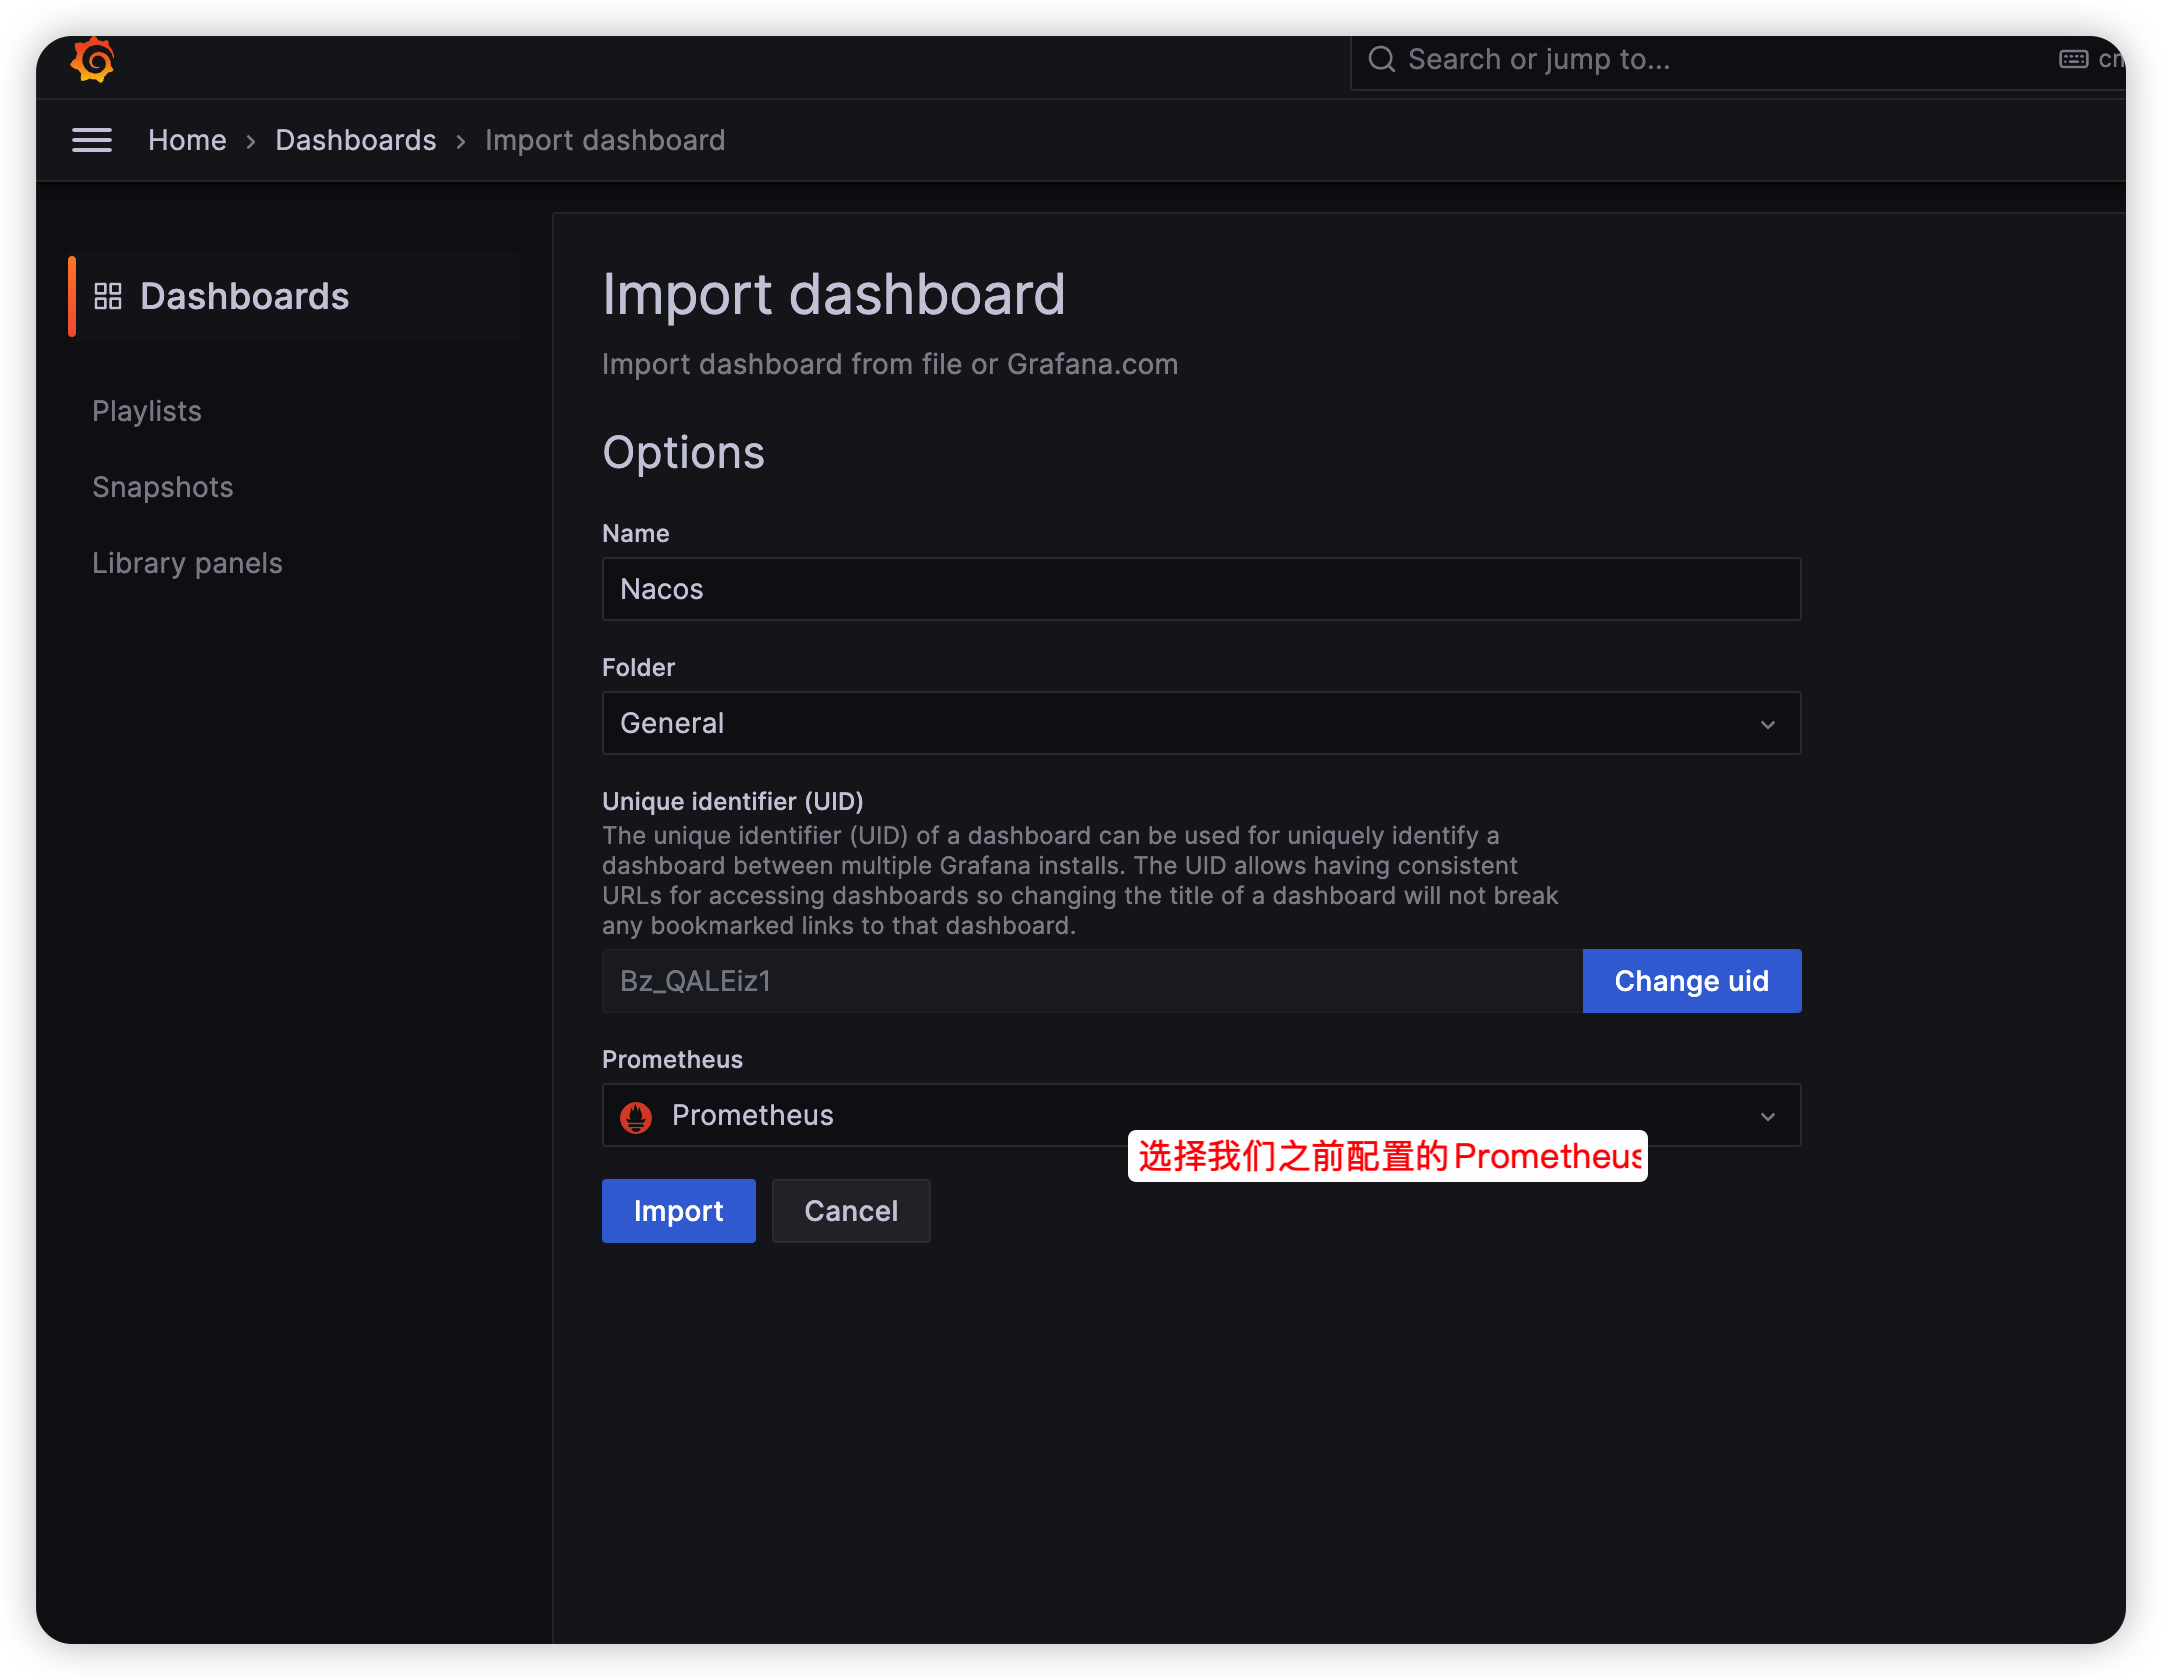 Search or jump to...
Home › Dashboards › Import dashboard
Dashboards
Playlists
Snapshots
Library panels
Import dashboard
Import dashboard from file or Grafana.com
Options
Name
Nacos
Folder
General
Unique identifier (UID)
The unique identifier (UID) of a dashboard can be used for uniquely identify a
dashboard between multiple Grafana installs. The UID allows having consistent
URLs for accessing dashboards so changing the title of a dashboard will not break
any bookmarked links to that dashboard.
Bz_QALEiz1
Change uid
Prometheus
Prometheus
选择我们之前配置的Prometheus
Import
Cancel